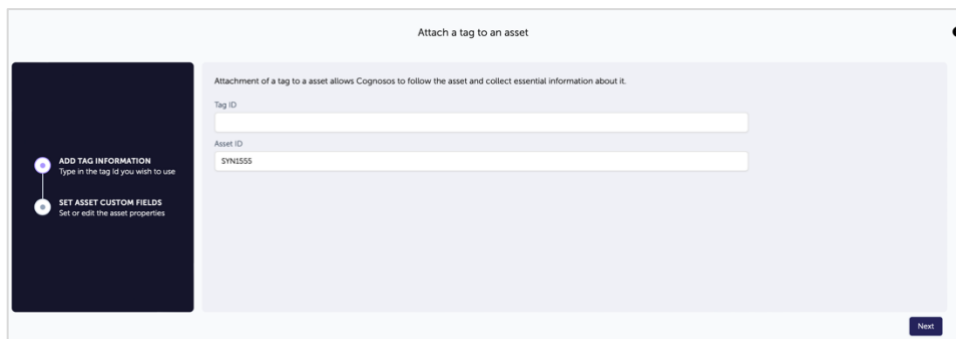 Attach a tag to an asset
Attachment of a tag to a asset allows Cognosos to follow the asset and collect essential information about it.
Tag ID
Asset ID
SYN1555
ADD TAG INFORMATION
Type in the tag Id you wish to use
SET ASSET CUSTOM FIELDS
Set or edit the asset properties
Next